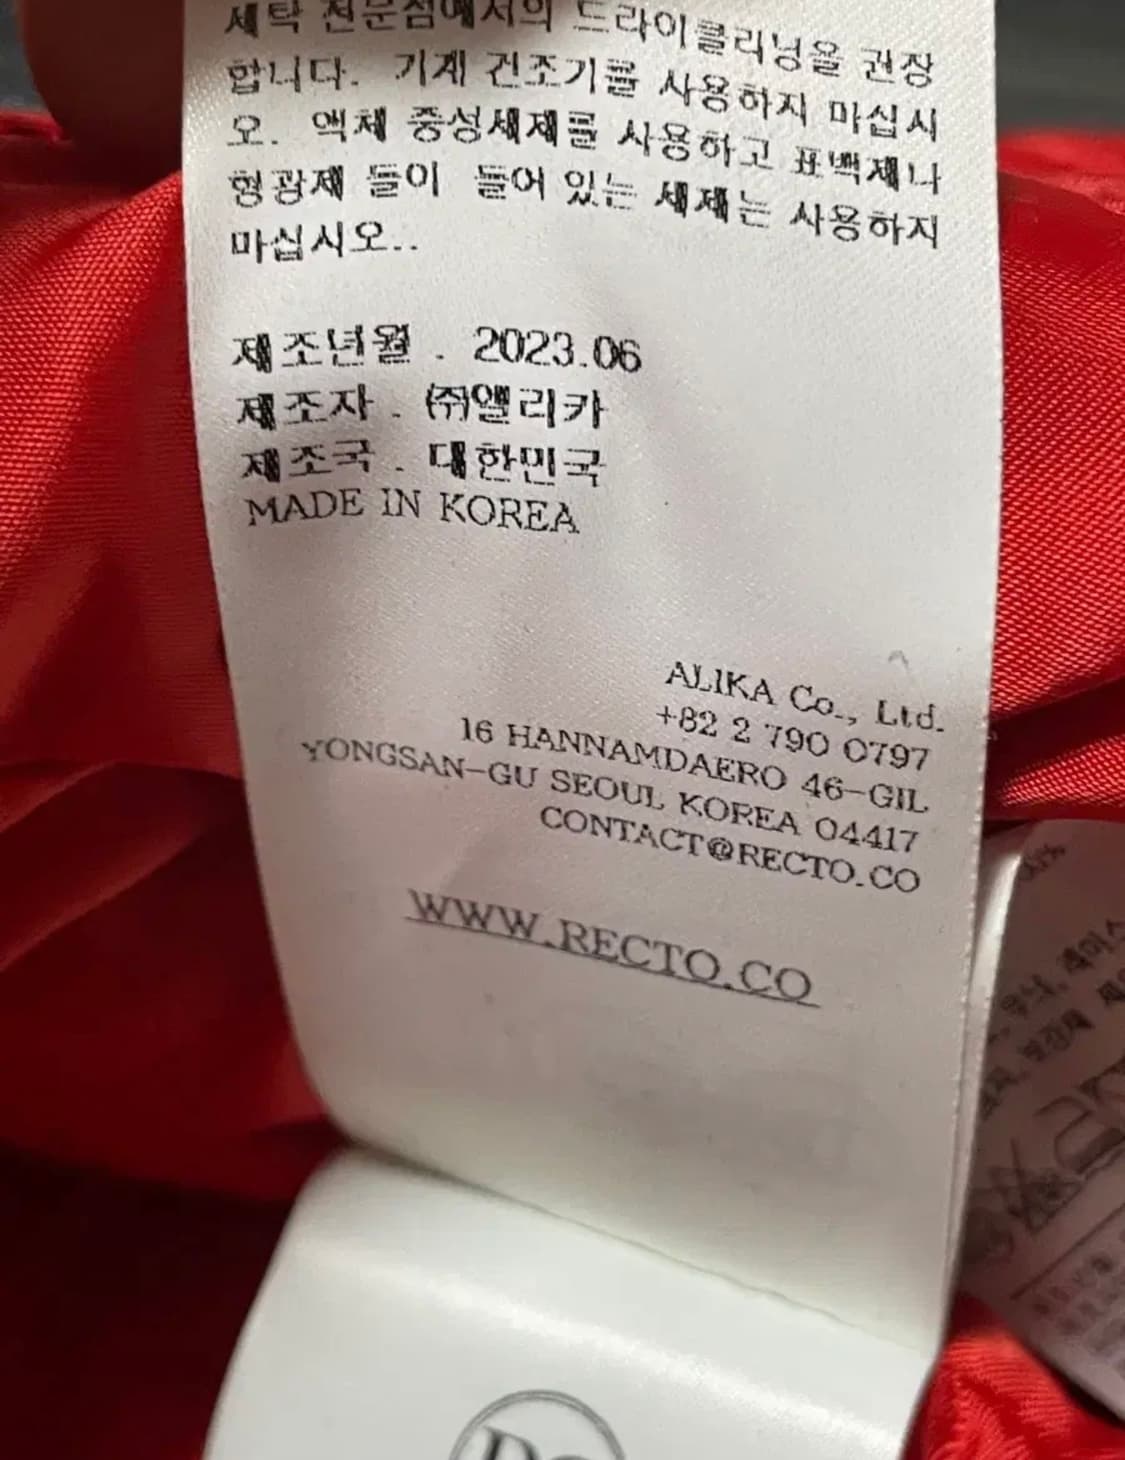 세탁 전문점에서의 드라이클리닝을 권장
합니다. 기계 건조기를 사용하지 마십시
오. 액체 중성세제를 사용하고 표백제나
형광제 들이 들어 있는 세제는 사용하지
마십시오..
제조년월 . 2023.06
제조자 . ㈜앨리카
제조국 . 대한민국
MADE IN KOREA
ALIKA Co., Ltd.
+82 2 790 0797
16 HANNAMDAERO 46-GIL
YONGSAN-GU SEOUL KOREA 04417
CONTACT@RECTO.CO
WWW.RECTO.CO